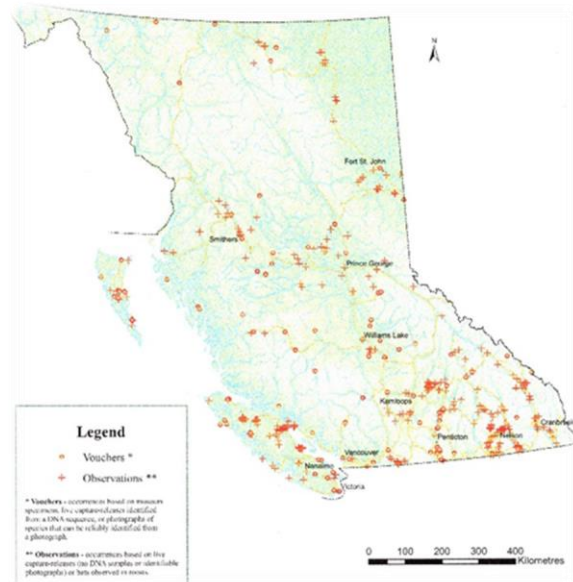 N
Fort St. John
Smithers
Prince George
Williams Lake
Kamloops
Cranbrook
Penticton
Nelson
Vancouver
Nanaimo
Victoria
Legend
Vouchers *
Observations **
* Vouchers - occurrences based on museum
specimens, live capture-releases identified
from a DNA sequence, or photographs of
species that can be reliably identified from
a photograph.
** Observations - occurrences based on live
capture-releases (no DNA samples or identifiable
photographs) or bats observed in roosts.
0 50 100 200 300 400
Kilometres